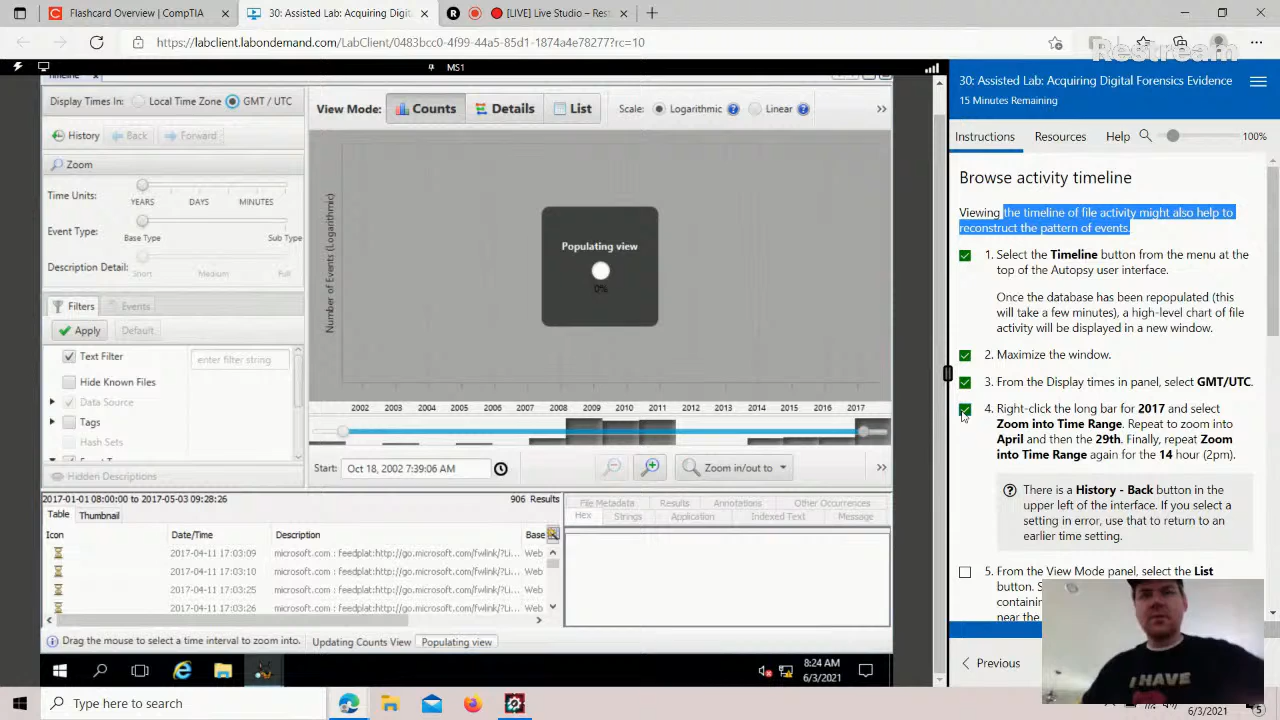 Flashcard Overview | CompTIA
30: Assisted Lab: Acquiring Digit
[LIVE] Live Studio – Rest
https://labclient.labondemand.com/LabClient/0483bcc0-4f99-44a5-85d1-1874a4e78277?rc=10
Restream
MS1
Timeline
Display Times In:
Local Time Zone
GMT / UTC
View Mode:
Counts
Details
List
Scale:
Logarithmic
Linear
History
Back
Forward
Zoom
Time Units:
YEARS
DAYS
MINUTES
Event Type:
Base Type
Sub Type
Description Detail:
Short
Medium
Full
Filters
Events
Apply
Default
Text Filter
enter filter string
Hide Known Files
Data Source
Tags
Hash Sets
Hidden Descriptions
Number of Events (Logarithmic)
Populating view
0%
2002 2003 2004 2005 2006 2007 2008 2009 2010 2011 2012 2013 2014 2015 2016 2017
Start:
Oct 18, 2002 7:39:06 AM
Zoom in/out to
2017-01-01 08:00:00 to 2017-05-03 09:28:26
906 Results
Table
Thumbnail
Icon
Date/Time
Description
Base
2017-04-11 17:03:09 microsoft.com : feedplat:http://go.microsoft.com/fwlink/?Li... Web
2017-04-11 17:03:10 microsoft.com : feedplat:http://go.microsoft.com/fwlink/?Li... Web
2017-04-11 17:03:25 microsoft.com : feedplat:http://go.microsoft.com/fwlink/?Li... Web
2017-04-11 17:03:26 microsoft.com : feedplat:http://go.microsoft.com/fwlink/?Li... Web
File Metadata
Results
Annotations
Other Occurrences
Hex
Strings
Application
Indexed Text
Message
Drag the mouse to select a time interval to zoom into.
Updating Counts View
Populating view
8:24 AM
6/3/2021
30: Assisted Lab: Acquiring Digital Forensics Evidence
15 Minutes Remaining
Instructions
Resources
Help
100%
Browse activity timeline
Viewing the timeline of file activity might also help to
reconstruct the pattern of events.
1. Select the Timeline button from the menu at the
top of the Autopsy user interface.
Once the database has been repopulated (this
will take a few minutes), a high-level chart of file
activity will be displayed in a new window.
2. Maximize the window.
3. From the Display times in panel, select GMT/UTC.
4. Right-click the long bar for 2017 and select
Zoom into Time Range. Repeat to zoom into
April and then the 29th. Finally, repeat Zoom
into Time Range again for the 14 hour (2pm).
There is a History - Back button in the
upper left of the interface. If you select a
setting in error, use that to return to an
earlier time setting.
5. From the View Mode panel, select the List
button. S
containin
near the
Previous
I HAVE
Type here to search
6/3/2021
5